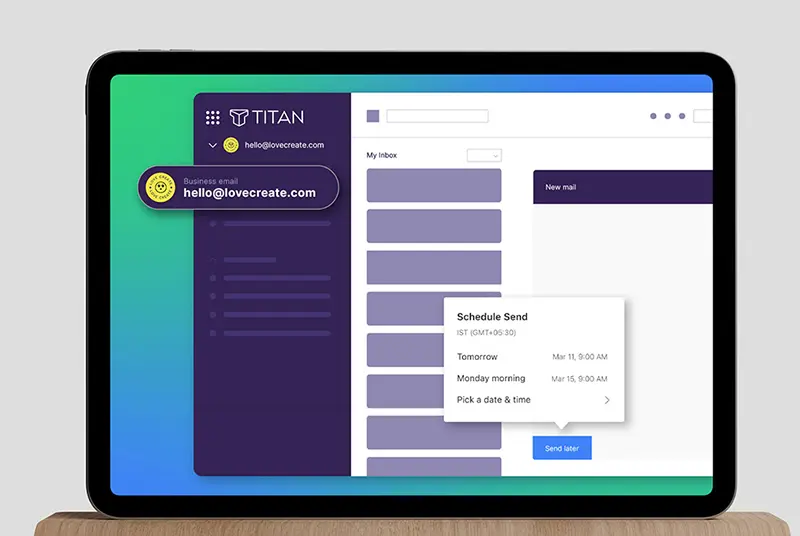 TITAN
hello@lovecreate.com
Business email
hello@lovecreate.com
My Inbox
New mail
Schedule Send
IST (GMT+05:30)
Tomorrow Mar 11, 9:00 AM
Monday morning Mar 15, 9:00 AM
Pick a date & time
Send later